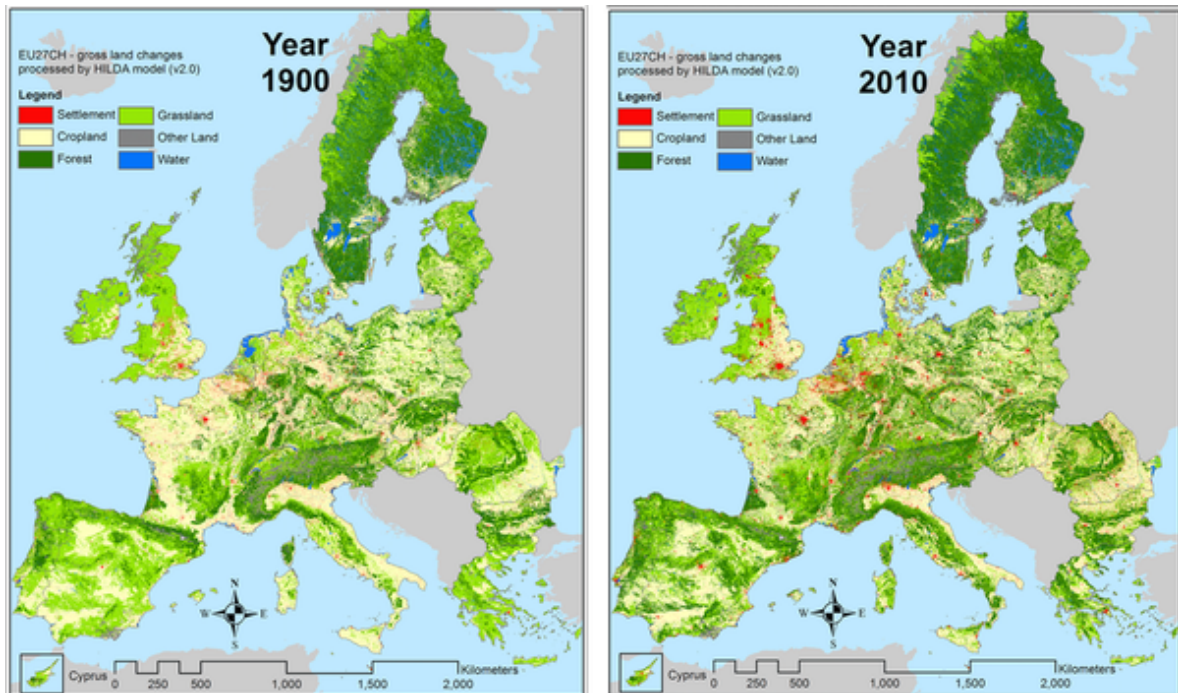 EU27CH - gross land changes
processed by HILDA model (v2.0)
Year
1900
Legend
Settlement
Grassland
Cropland
Other Land
Forest
Water
N
W
E
S
Cyprus
Kilometers
0
250
500
1,000
1,500
2,000
EU27CH - gross land changes
processed by HILDA model (v2.0)
Year
2010
Legend
Settlement
Grassland
Cropland
Other Land
Forest
Water
N
W
E
S
Cyprus
Kilometers
0
250
500
1,000
1,500
2,000